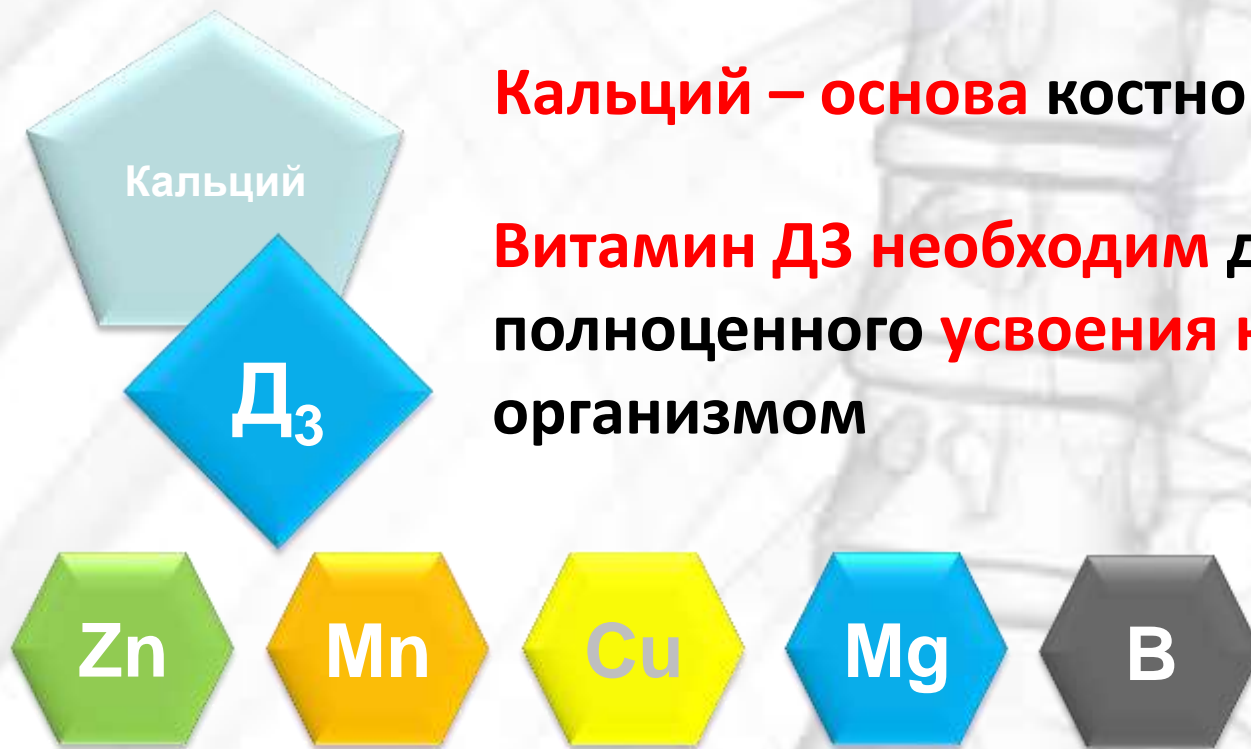 Кальций – основа костно
Кальций
Витамин Д3 необходим д
полноценного усвоения
организмом
Д₃
Zn Mn Cu Mg B